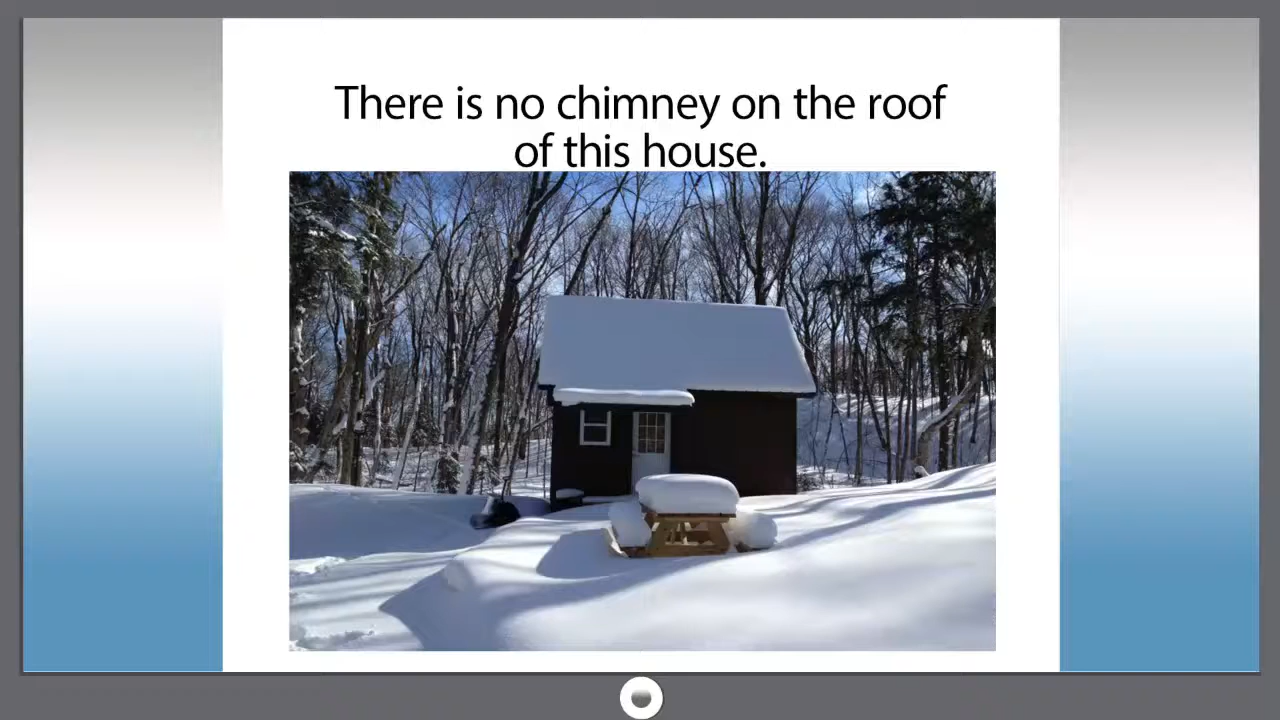 There is no chimney on the roof
of this house.